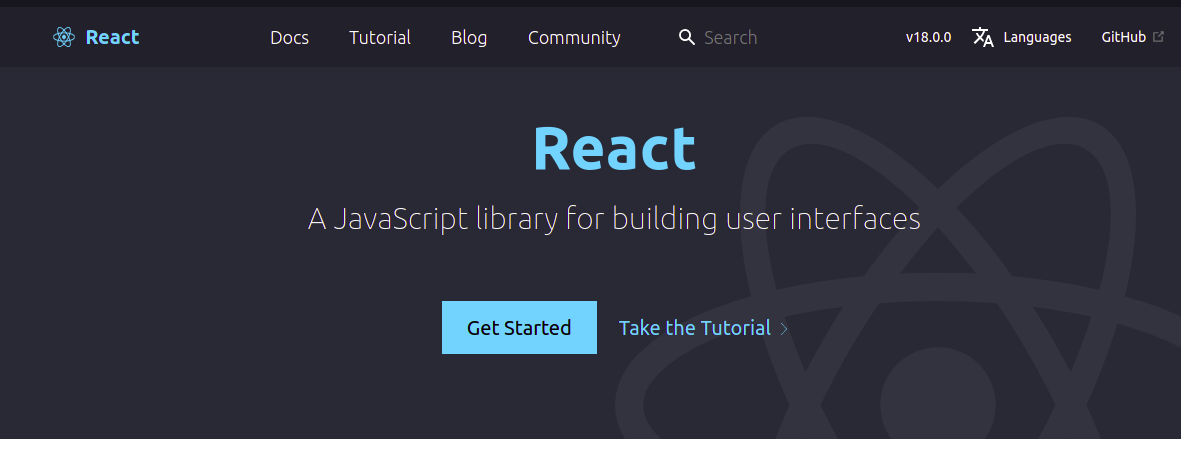 React Docs Tutorial Blog Community Search v18.0.0 Languages GitHub
React
A JavaScript library for building user interfaces
Get Started Take the Tutorial